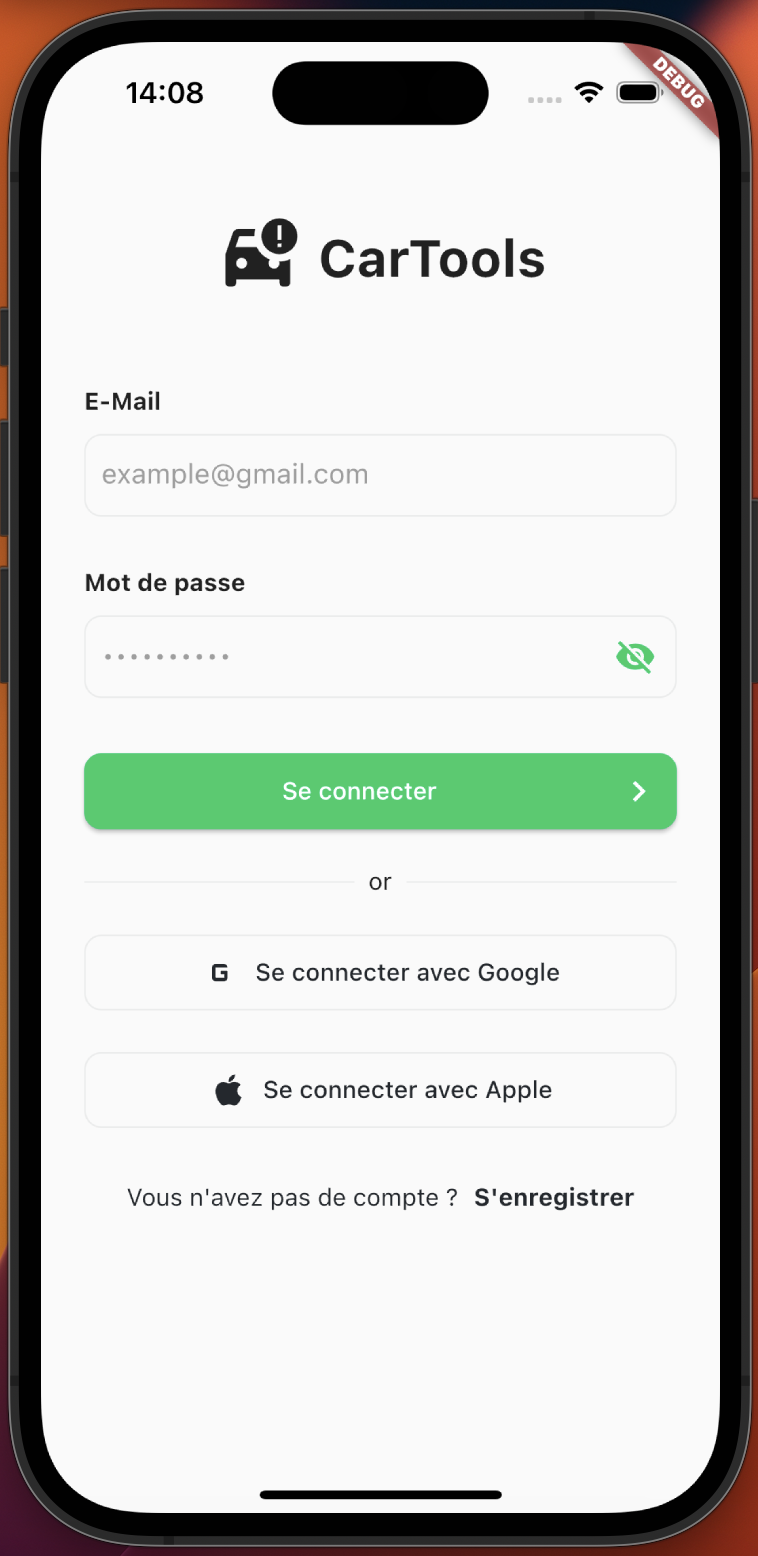 14:08
DEBUG
CarTools
E-Mail
example@gmail.com
Mot de passe
••••••••••
Se connecter
or
G Se connecter avec Google
Se connecter avec Apple
Vous n'avez pas de compte ? S'enregistrer